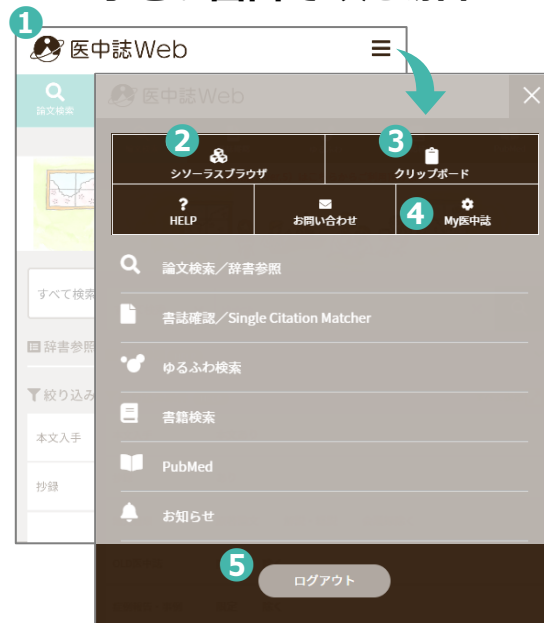 1
医中誌Web
論文検索
医中誌Web
2
シソーラスブラウザ
3
クリップボード
HELP
お問い合わせ
4
My医中誌
論文検索／辞書参照
すべて検索
書誌確認／Single Citation Matcher
辞書参照
ゆるふわ検索
絞り込み
書籍検索
本文入手
PubMed
抄録
お知らせ
5
ログアウト